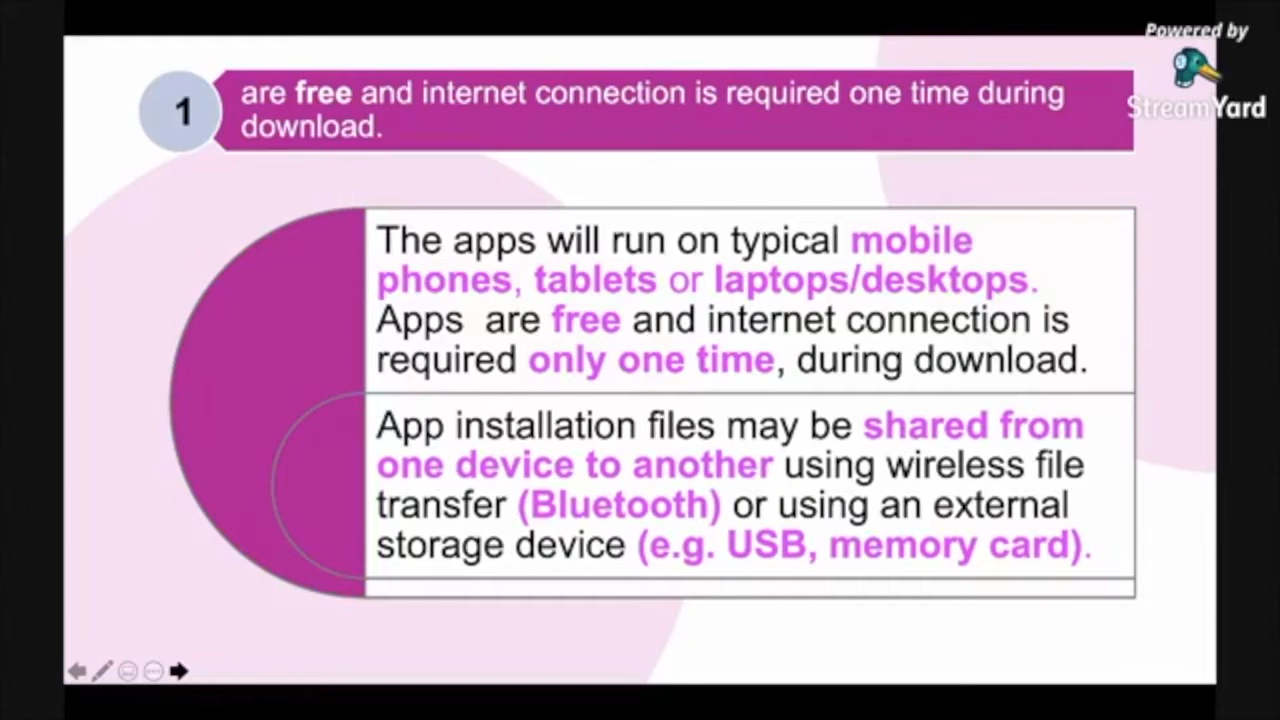 Powered by
StreamYard
1
are free and internet connection is required one time during
download.
The apps will run on typical mobile
phones, tablets or laptops/desktops.
Apps  are free and internet connection is
required only one time, during download.
App installation files may be shared from
one device to another using wireless file
transfer (Bluetooth) or using an external
storage device (e.g. USB, memory card).